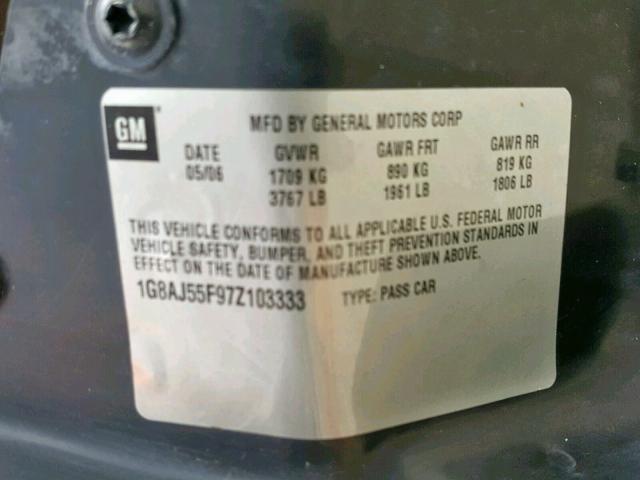 GM ®
MFD BY GENERAL MOTORS CORP
DATE GVWR GAWR FRT GAWR RR
05/06 1709 KG 890 KG 819 KG
3767 LB 1961 LB 1806 LB
THIS VEHICLE CONFORMS TO ALL APPLICABLE U.S. FEDERAL MOTOR
VEHICLE SAFETY, BUMPER, AND THEFT PREVENTION STANDARDS IN
EFFECT ON THE DATE OF MANUFACTURE SHOWN ABOVE.
1G8AJ55F97Z103333 TYPE: PASS CAR